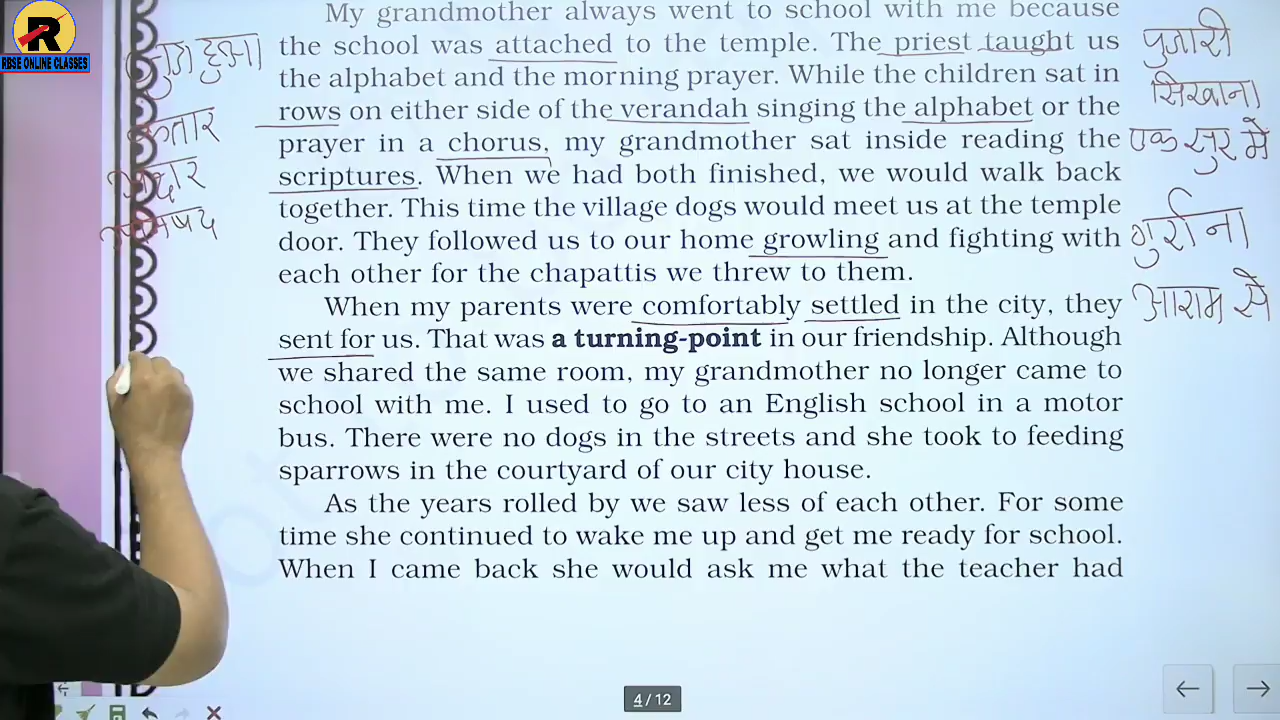 R
RBSE ONLINE CLASSES
My grandmother always went to school with me because
the school was attached to the temple. The priest taught us
the alphabet and the morning prayer. While the children sat in
rows on either side of the verandah singing the alphabet or the
prayer in a chorus, my grandmother sat inside reading the
scriptures. When we had both finished, we would walk back
together. This time the village dogs would meet us at the temple
door. They followed us to our home growling and fighting with
each other for the chapattis we threw to them.
When my parents were comfortably settled in the city, they
sent for us. That was a turning-point in our friendship. Although
we shared the same room, my grandmother no longer came to
school with me. I used to go to an English school in a motor
bus. There were no dogs in the streets and she took to feeding
sparrows in the courtyard of our city house.
As the years rolled by we saw less of each other. For some
time she continued to wake me up and get me ready for school.
When I came back she would ask me what the teacher had
हुआ
कतार
पुजारी
सिखाना
एक सुर में
गुर्राना
आराम से
4 / 12